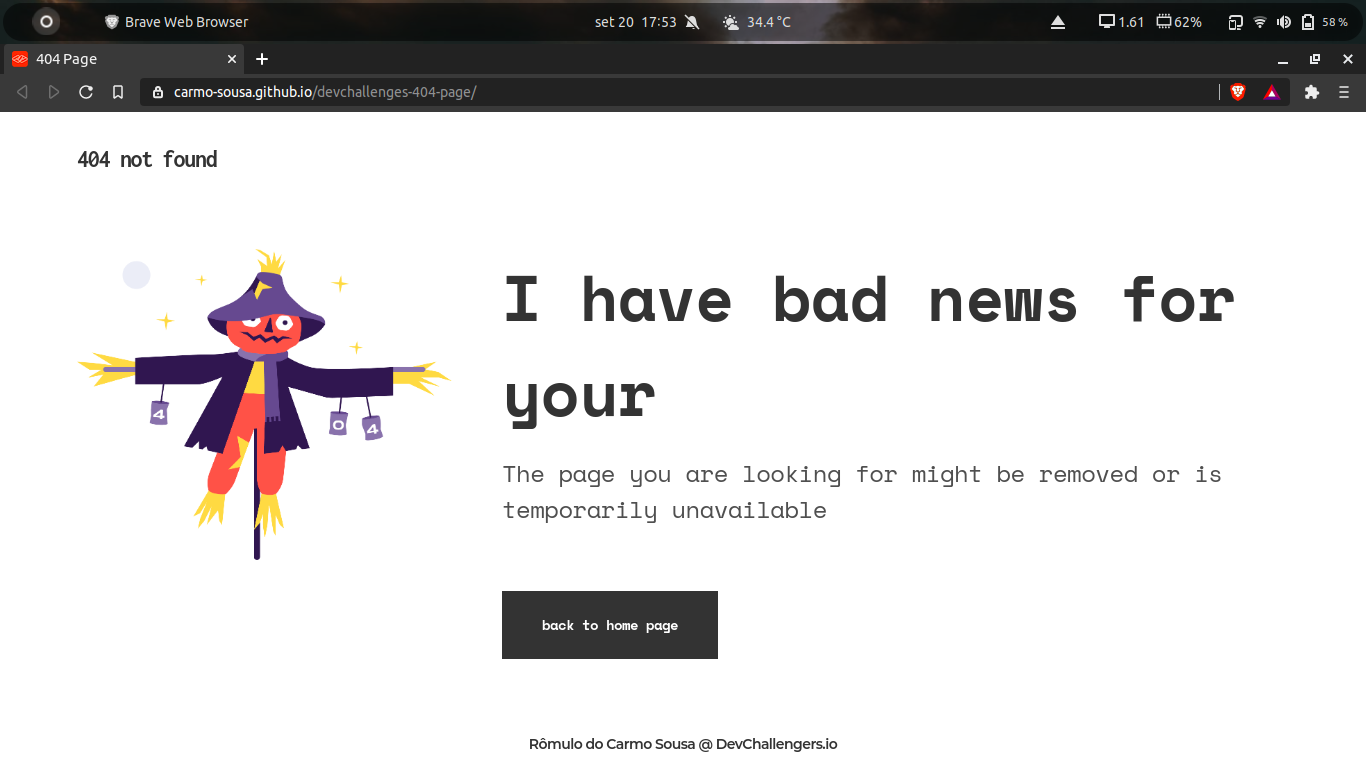 Brave Web Browser
set 20 17:53
34.4 °C
1.61
62%
58 %
404 Page
carmo-sousa.github.io/devchallenges-404-page/
404 not found
4
0
4
I have bad news for
your
The page you are looking for might be removed or is
temporarily unavailable
back to home page
Rômulo do Carmo Sousa @ DevChallengers.io